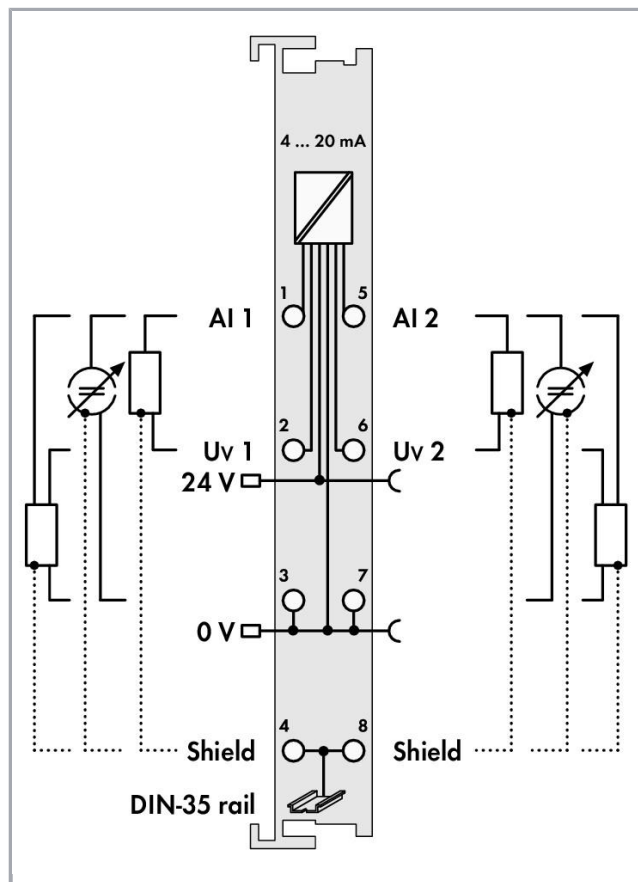 4 ... 20 mA
1 5
AI 1 AI 2
2 6
Uv 1 Uv 2
24 V
3 7
0 V
4 8
Shield Shield
DIN-35 rail